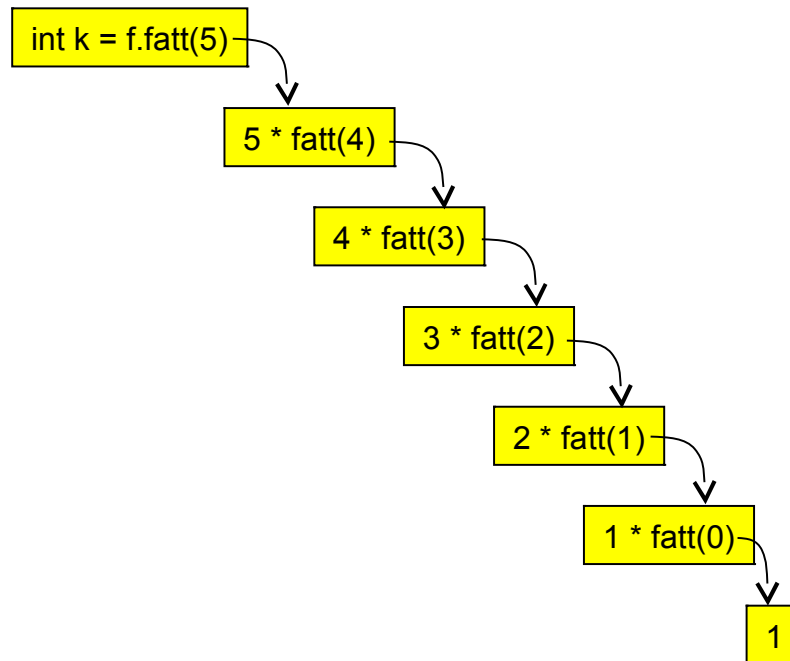 int k = f.fatt(5)
5 * fatt(4)
4 * fatt(3)
3 * fatt(2)
2 * fatt(1)
1 * fatt(0)
1